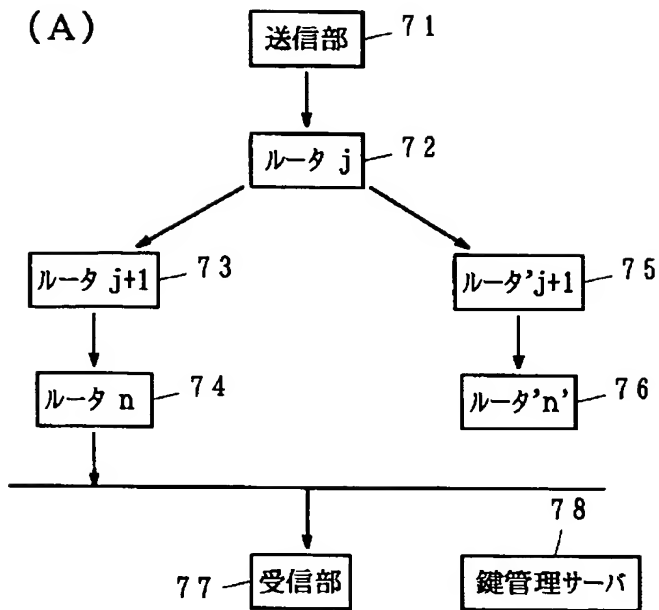 (A)
送信部
71
ルータ j
72
ルータ j+1
73
ルータ'j+1
75
ルータ n
74
ルータ'n'
76
受信部
77
鍵管理サーバ
78